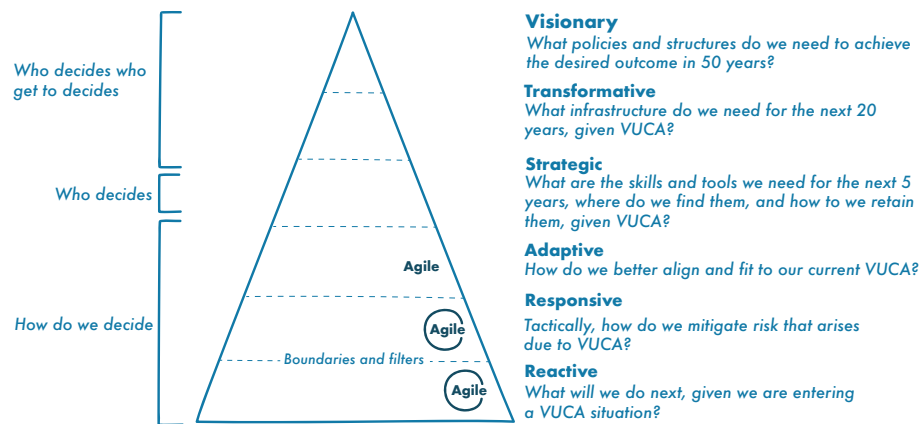 Who decides who
get to decides
Who decides
How do we decide
Agile
Agile
Boundaries and filters
Agile
Visionary
What policies and structures do we need to achieve
the desired outcome in 50 years?
Transformative
What infrastructure do we need for the next 20
years, given VUCA?
Strategic
What are the skills and tools we need for the next 5
years, where do we find them, and how to we retain
them, given VUCA?
Adaptive
How do we better align and fit to our current VUCA?
Responsive
Tactically, how do we mitigate risk that arises
due to VUCA?
Reactive
What will we do next, given we are entering
a VUCA situation?